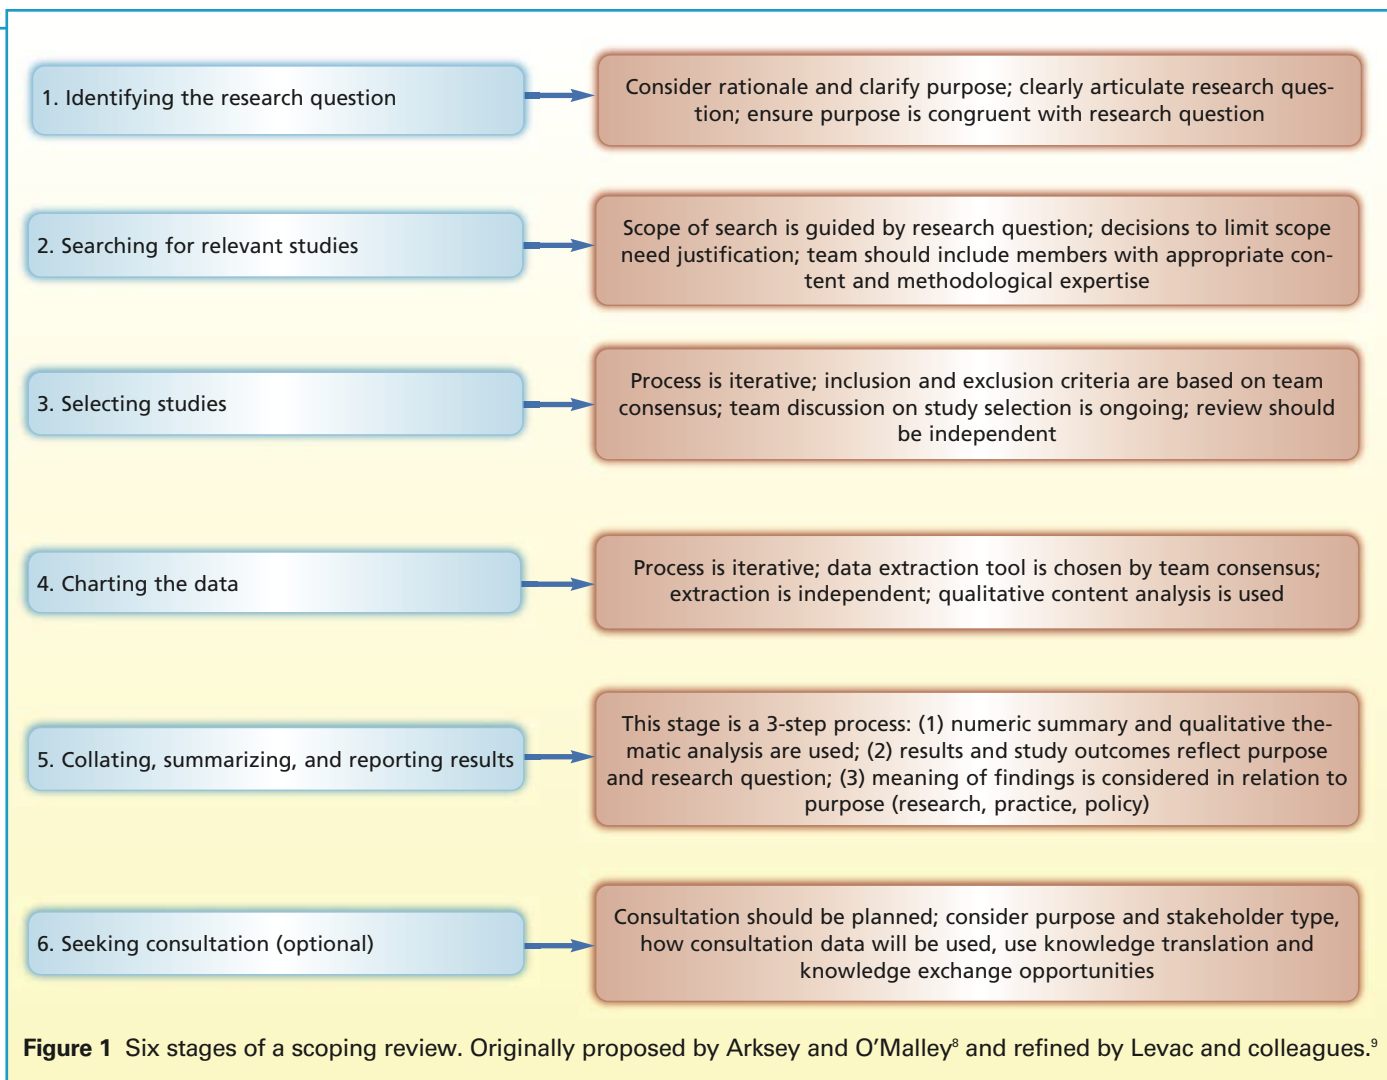 1. Identifying the research question
Consider rationale and clarify purpose; clearly articulate research ques-
tion; ensure purpose is congruent with research question
2. Searching for relevant studies
Scope of search is guided by research question; decisions to limit scope
need justification; team should include members with appropriate con-
tent and methodological expertise
3. Selecting studies
Process is iterative; inclusion and exclusion criteria are based on team
consensus; team discussion on study selection is ongoing; review should
be independent
4. Charting the data
Process is iterative; data extraction tool is chosen by team consensus;
extraction is independent; qualitative content analysis is used
5. Collating, summarizing, and reporting results
This stage is a 3-step process: (1) numeric summary and qualitative the-
matic analysis are used; (2) results and study outcomes reflect purpose
and research question; (3) meaning of findings is considered in relation to
purpose (research, practice, policy)
6. Seeking consultation (optional)
Consultation should be planned; consider purpose and stakeholder type,
how consultation data will be used, use knowledge translation and
knowledge exchange opportunities
Figure 1 Six stages of a scoping review. Originally proposed by Arksey and O’Malley⁸ and refined by Levac and colleagues.⁹